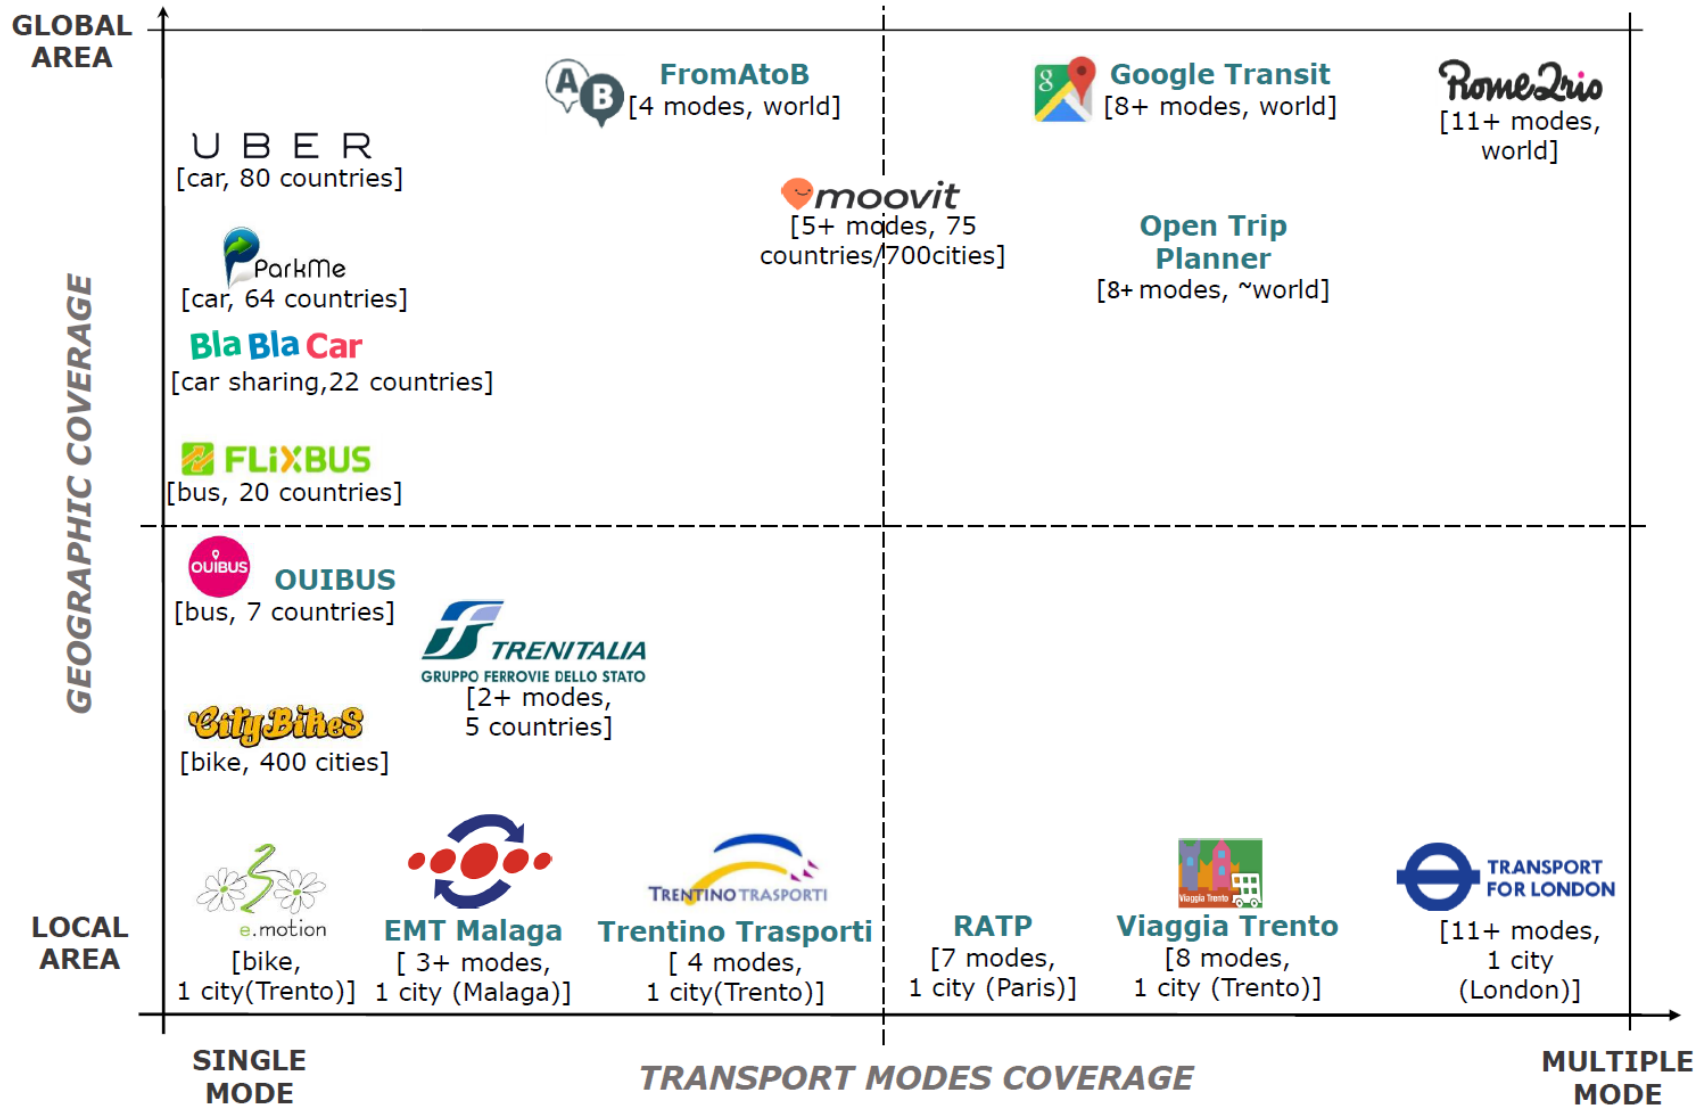 GLOBAL
AREA
A
B
FromAtoB
[4 modes, world]
g
Google Transit
[8+ modes, world]
Rome2rio
[11+ modes,
world]
UBER
[car, 80 countries]
moovit
[5+ modes, 75
countries/700cities]
Open Trip
Planner
[8+ modes, ~world]
ParkMe
[car, 64 countries]
BlaBlaCar
[car sharing,22 countries]
FLiXBUS
[bus, 20 countries]
GEOGRAPHIC COVERAGE
OUIBUS
OUIBUS
[bus, 7 countries]
TRENITALIA
GRUPPO FERROVIE DELLO STATO
[2+ modes,
5 countries]
CityBikes
[bike, 400 cities]
LOCAL
AREA
e.motion
[bike,
1 city(Trento)]
EMT Malaga
[ 3+ modes,
1 city (Malaga)]
TRENTINO TRASPORTI
Trentino Trasporti
[ 4 modes,
1 city(Trento)]
RATP
[7 modes,
1 city (Paris)]
Viaggia Trento
Viaggia Trento
[8 modes,
1 city (Trento)]
TRANSPORT
FOR LONDON
[11+ modes,
1 city
(London)]
SINGLE
MODE
TRANSPORT MODES COVERAGE
MULTIPLE
MODE